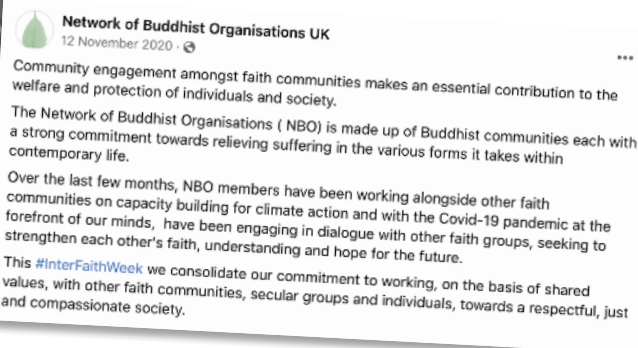 Network of Buddhist Organisations UK
12 November 2020 ·
Community engagement amongst faith communities makes an essential contribution to the
welfare and protection of individuals and society.
The Network of Buddhist Organisations ( NBO) is made up of Buddhist communities each with
a strong commitment towards relieving suffering in the various forms it takes within
contemporary life.
Over the last few months, NBO members have been working alongside other faith
communities on capacity building for climate action and with the Covid-19 pandemic at the
forefront of our minds, have been engaging in dialogue with other faith groups, seeking to
strengthen each other's faith, understanding and hope for the future.
This #InterFaithWeek we consolidate our commitment to working, on the basis of shared
values, with other faith communities, secular groups and individuals, towards a respectful, just
and compassionate society.